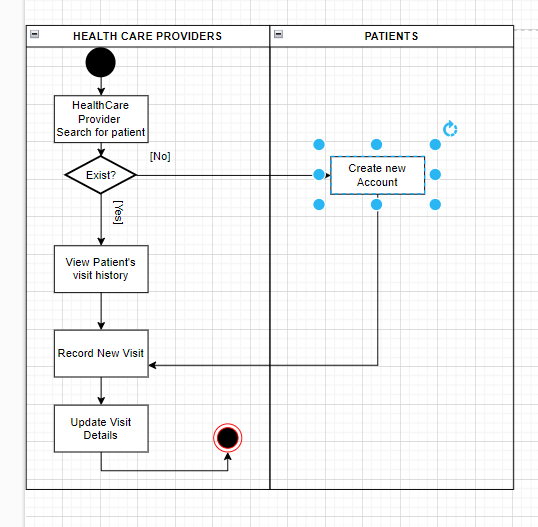 HEALTH CARE PROVIDERS
PATIENTS
HealthCare
Provider
Search for patient
[No]
Exist?
Create new
Account
[Yes]
View Patient's
visit history
Record New Visit
Update Visit
Details